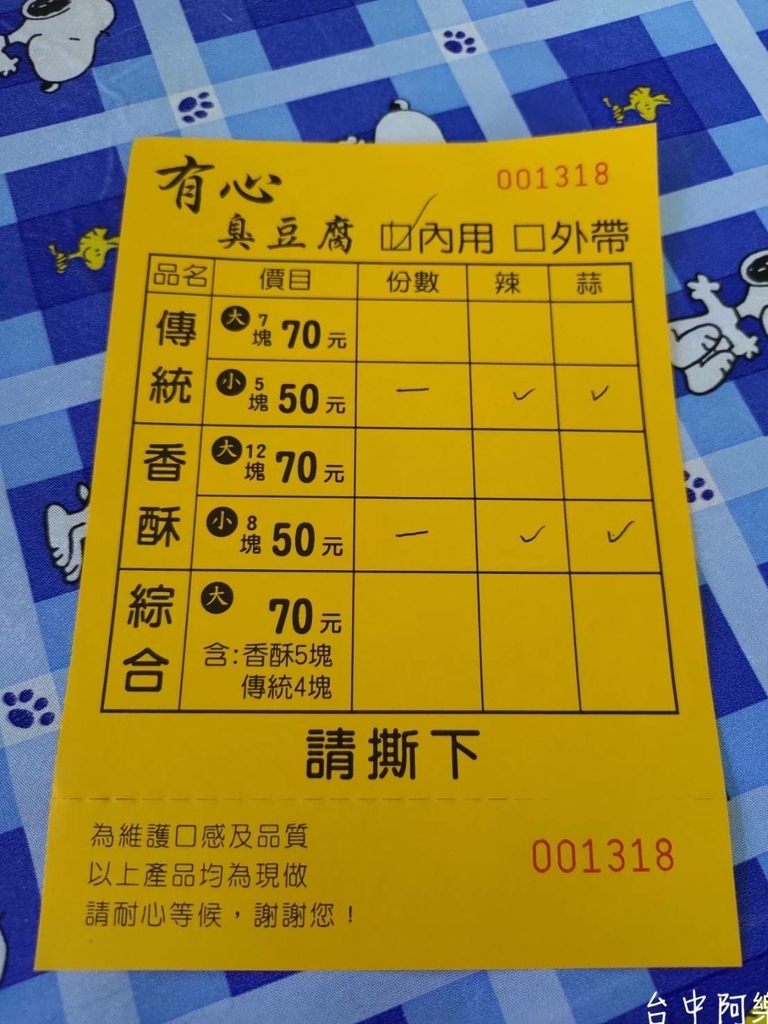 有心
001318
臭豆腐 ☑內用 □外帶
品名 價目 份數 辣 蒜
傳統
大 7塊 70元
小 5塊 50元 一 ✓ ✓
香酥
大 12塊 70元
小 8塊 50元 一 ✓ ✓
綜合
大 70元
含:香酥5塊
傳統4塊
請撕下
為維護口感及品質
001318
以上產品均為現做
請耐心等候，謝謝您！
台中阿樂